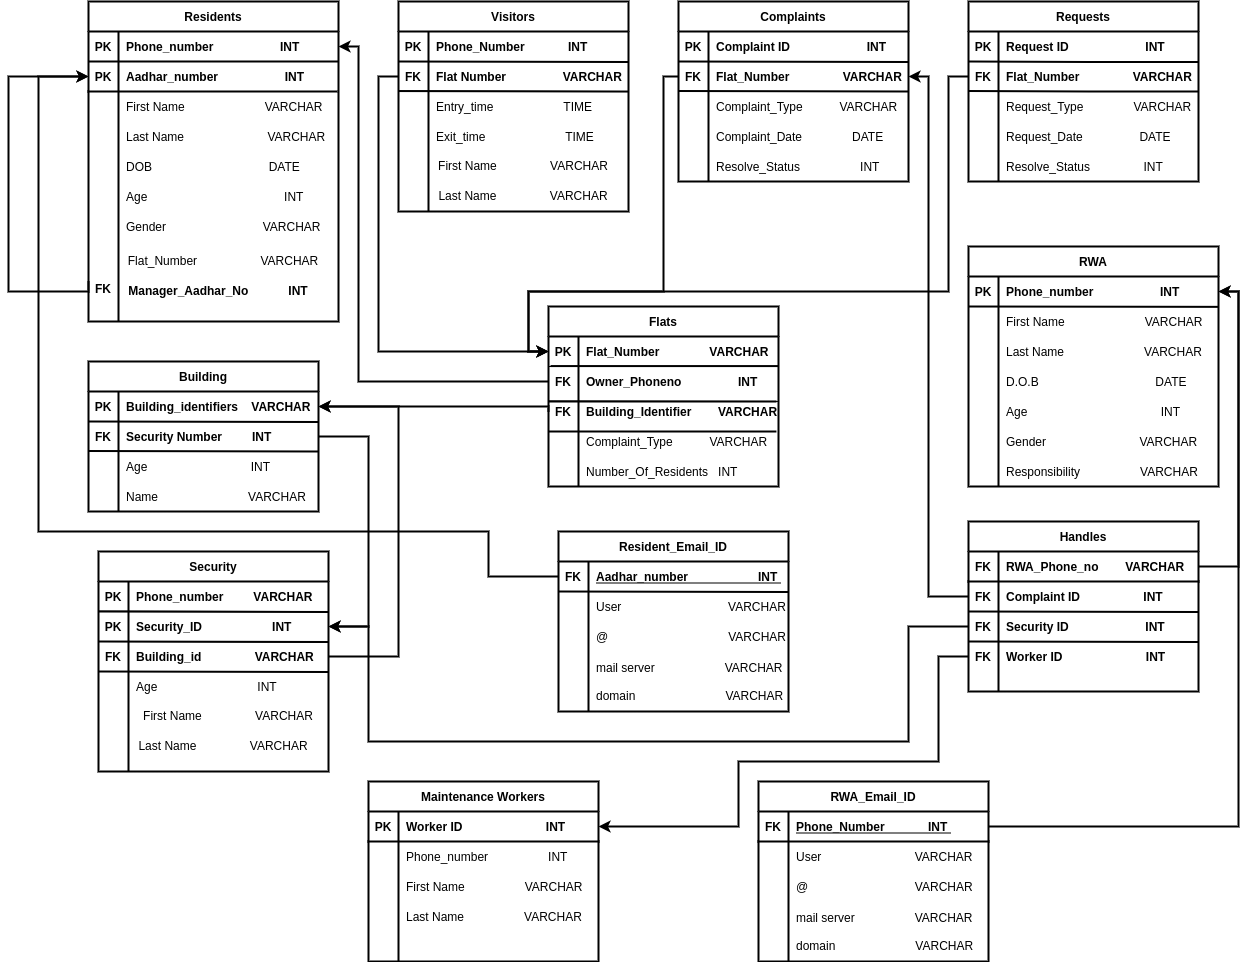 Residents
PK Phone_number INT
PK Aadhar_number INT
First Name VARCHAR
Last Name VARCHAR
DOB DATE
Age INT
Gender VARCHAR
Flat_Number VARCHAR
FK Manager_Aadhar_No INT
Visitors
PK Phone_Number INT
FK Flat Number VARCHAR
Entry_time TIME
Exit_time TIME
First Name VARCHAR
Last Name VARCHAR
Complaints
PK Complaint ID INT
FK Flat_Number VARCHAR
Complaint_Type VARCHAR
Complaint_Date DATE
Resolve_Status INT
Requests
PK Request ID INT
FK Flat_Number VARCHAR
Request_Type VARCHAR
Request_Date DATE
Resolve_Status INT
RWA
PK Phone_number INT
First Name VARCHAR
Last Name VARCHAR
D.O.B DATE
Age INT
Gender VARCHAR
Responsibility VARCHAR
Flats
PK Flat_Number VARCHAR
FK Owner_Phoneno INT
FK Building_Identifier VARCHAR
Complaint_Type VARCHAR
Number_Of_Residents INT
Building
PK Building_identifiers VARCHAR
FK Security Number INT
Age INT
Name VARCHAR
Security
PK Phone_number VARCHAR
PK Security_ID INT
FK Building_id VARCHAR
Age INT
First Name VARCHAR
Last Name VARCHAR
Resident_Email_ID
FK Aadhar_number INT
User VARCHAR
@ VARCHAR
mail server VARCHAR
domain VARCHAR
Handles
FK RWA_Phone_no VARCHAR
FK Complaint ID INT
FK Security ID INT
FK Worker ID INT
Maintenance Workers
PK Worker ID INT
Phone_number INT
First Name VARCHAR
Last Name VARCHAR
RWA_Email_ID
FK Phone_Number INT
User VARCHAR
@ VARCHAR
mail server VARCHAR
domain VARCHAR